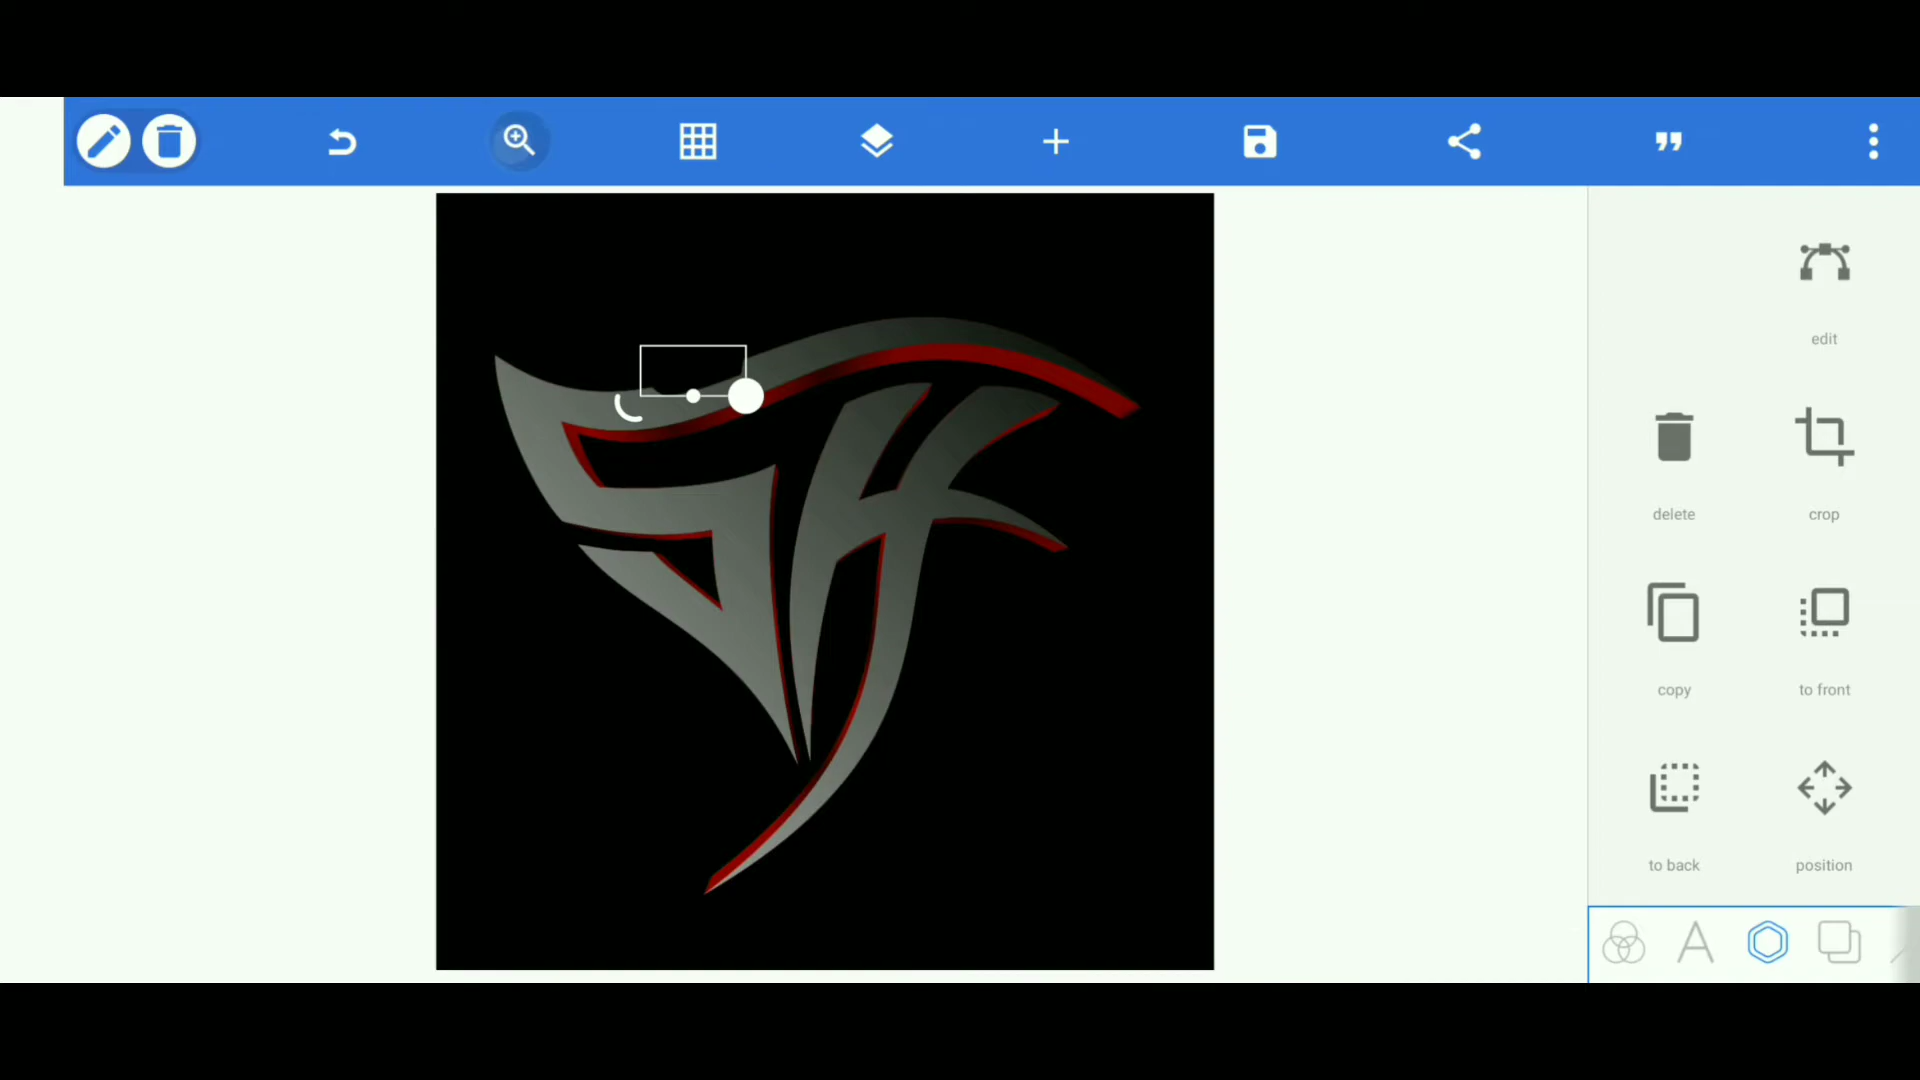 edit
delete
crop
copy
to front
to back
position